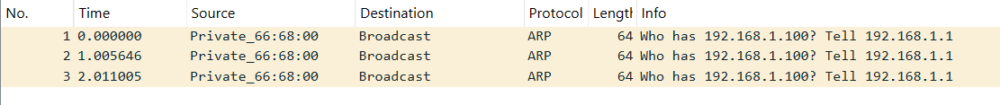 No. Time Source Destination Protocol Length Info
1 0.000000 Private_66:68:00 Broadcast ARP 64 Who has 192.168.1.100? Tell 192.168.1.1
2 1.005646 Private_66:68:00 Broadcast ARP 64 Who has 192.168.1.100? Tell 192.168.1.1
3 2.011005 Private_66:68:00 Broadcast ARP 64 Who has 192.168.1.100? Tell 192.168.1.1